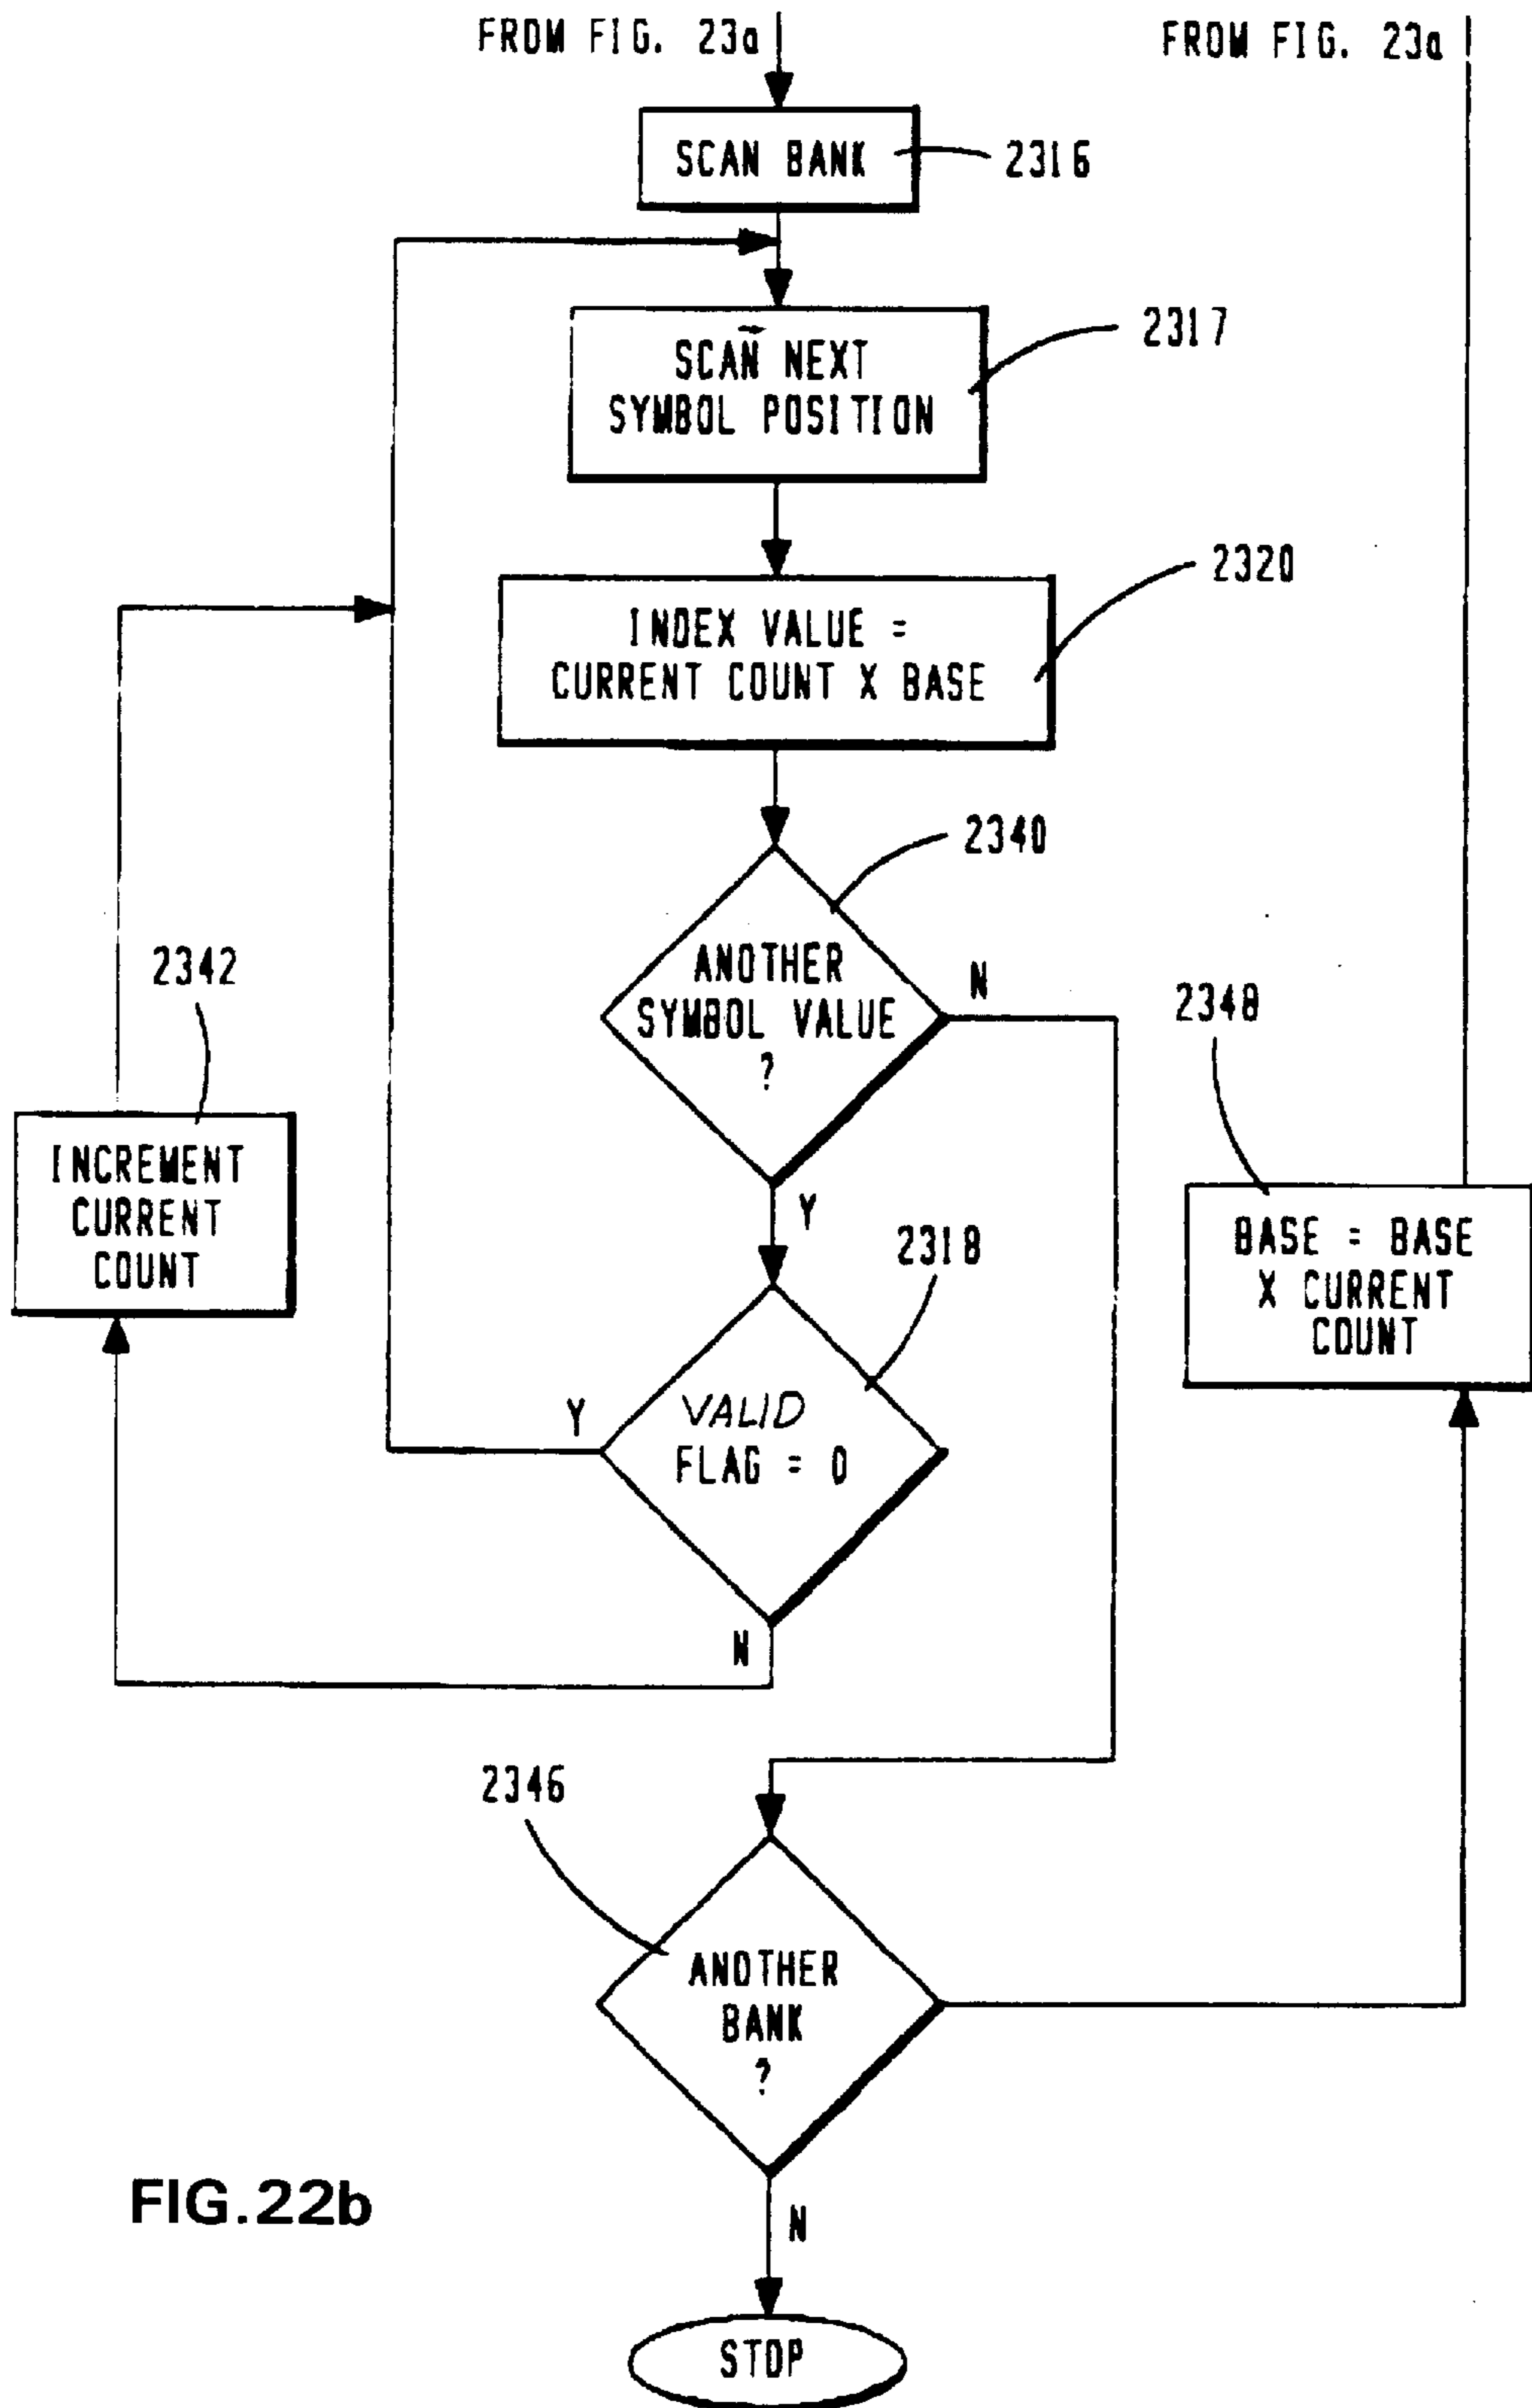 FROM FIG. 23a
FROM FIG. 23a
SCAN BANK
2316
SCAN NEXT
SYMBOL POSITION
2317
INDEX VALUE =
CURRENT COUNT X BASE
2320
ANOTHER
SYMBOL VALUE
?
2340
N
Y
2342
INCREMENT
CURRENT
COUNT
2348
BASE = BASE
X CURRENT
COUNT
2318
VALID
FLAG = 0
Y
N
2346
ANOTHER
BANK
?
N
STOP
FIG.22b